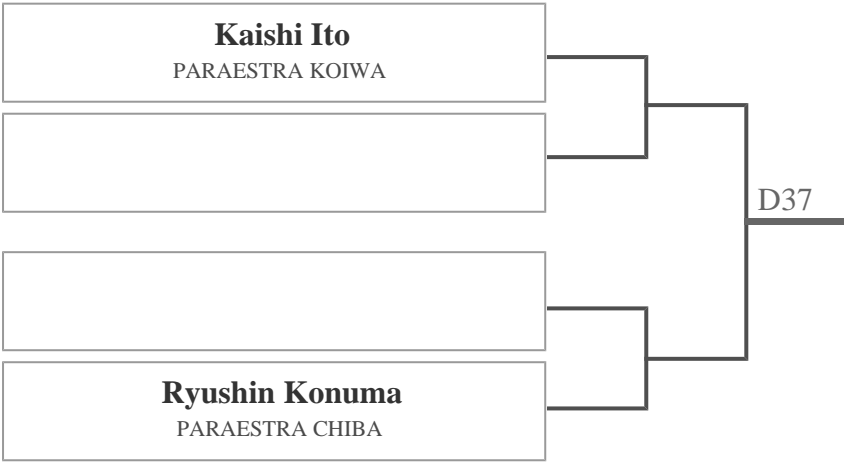 Kaishi Ito
PARAESTRA KOIWA
D37
Ryushin Konuma
PARAESTRA CHIBA